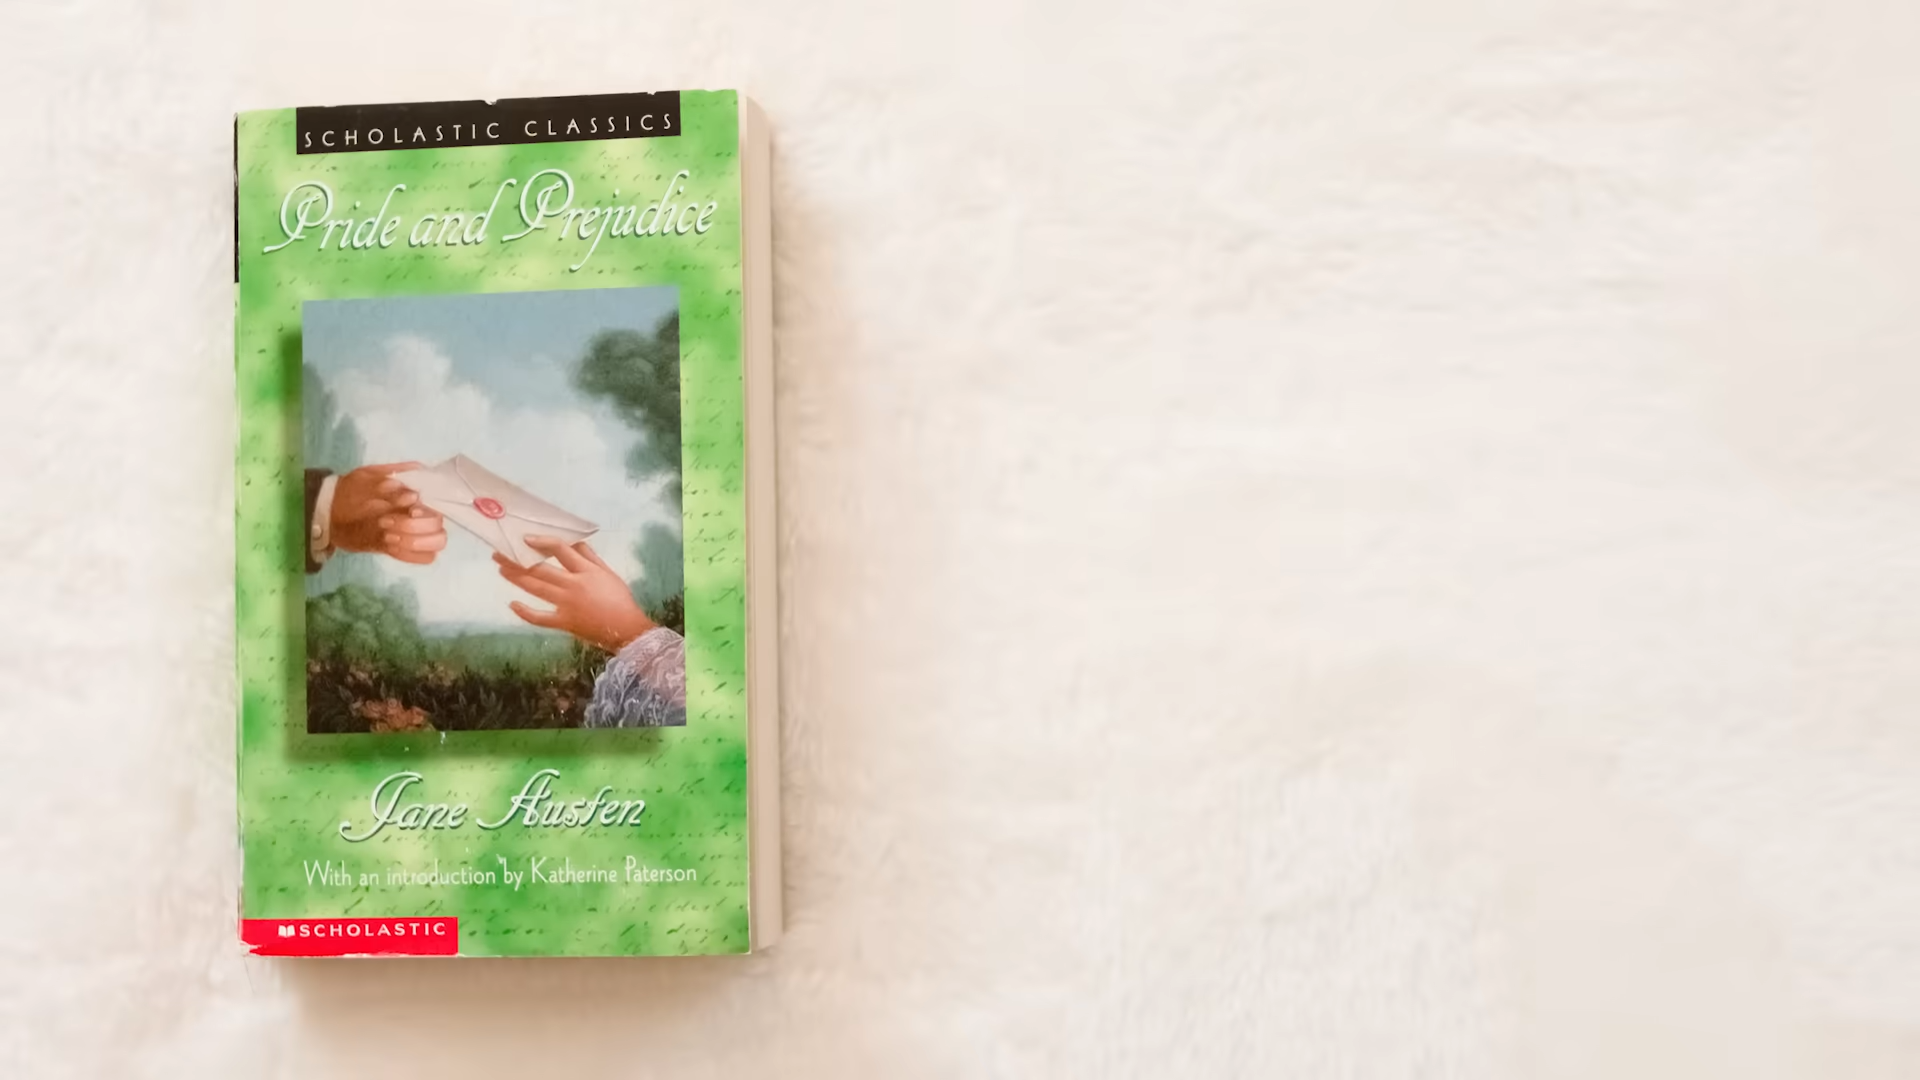 SCHOLASTIC CLASSICS
Pride and Prejudice
Jane Austen
With an introduction by Katherine Paterson
SCHOLASTIC